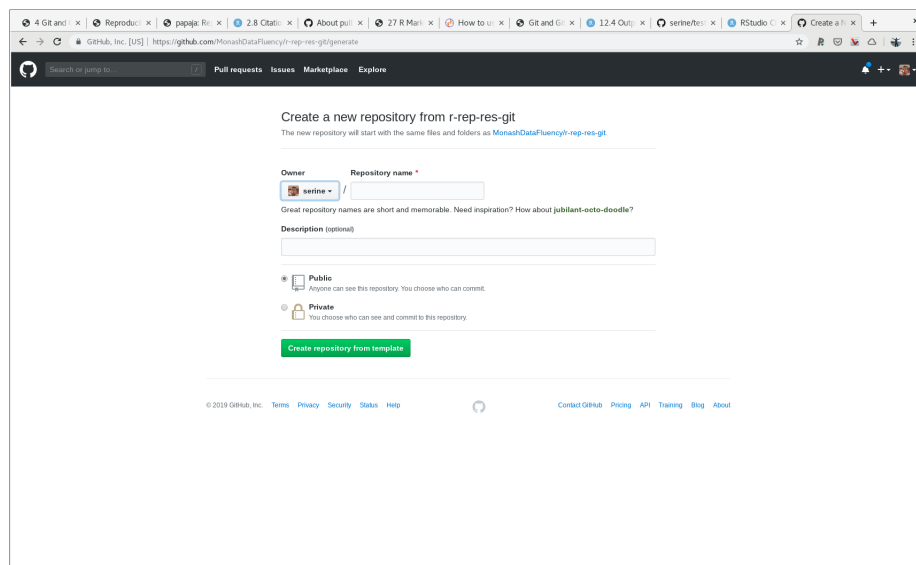 4 Git and
Reproduci
papaja: Re
2.8 Citatio
About pull
27 R Mark
How to u
Git and Git
12.4 Outp
serine/test
RStudio C
Create a N
GitHub, Inc. [US] | https://github.com/MonashDataFluency/r-rep-res-git/generate
Search or jump to...
/
Pull requests Issues Marketplace Explore
Create a new repository from r-rep-res-git
The new repository will start with the same files and folders as MonashDataFluency/r-rep-res-git.
Owner Repository name *
serine /
Great repository names are short and memorable. Need inspiration? How about jubilant-octo-doodle?
Description (optional)
Public
Anyone can see this repository. You choose who can commit.
Private
You choose who can see and commit to this repository.
Create repository from template
© 2019 GitHub, Inc. Terms Privacy Security Status Help Contact GitHub Pricing API Training Blog About